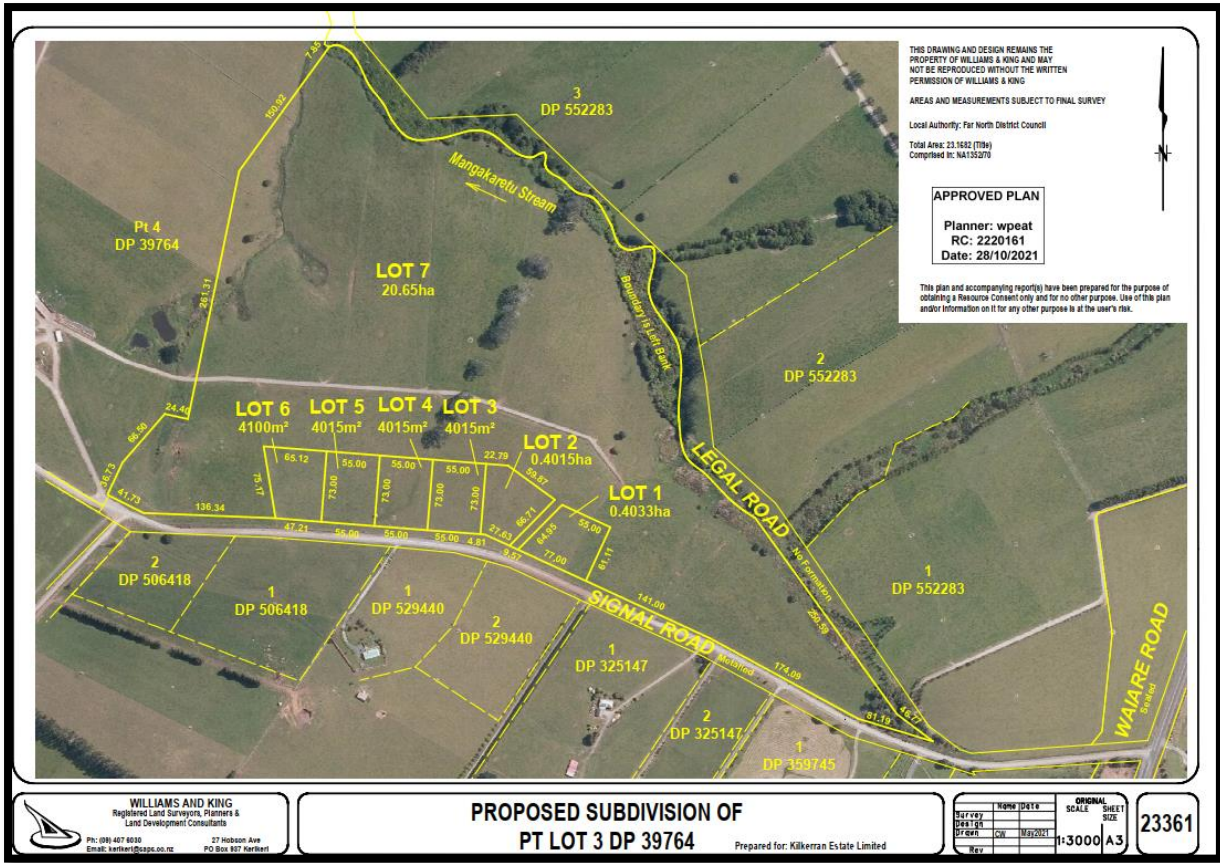 THIS DRAWING AND DESIGN REMAINS THE
PROPERTY OF WILLIAMS & KING AND MAY
NOT BE REPRODUCED WITHOUT THE WRITTEN
PERMISSION OF WILLIAMS & KING
AREAS AND MEASUREMENTS SUBJECT TO FINAL SURVEY
Local Authority: Far North District Council
Total Area: 23.1682 (Title)
Comprised in: NA1352/70
N
APPROVED PLAN
Planner: wpeat
RC: 2220161
Date: 28/10/2021
This plan and accompanying report(s) have been prepared for the purpose of
obtaining a Resource Consent only and for no other purpose. Use of this plan
and/or information on it for any other purpose is at the user's risk.
7.85
150.92
3
DP 552283
Mangakaretu Stream
Pt 4
DP 39764
LOT 7
20.65ha
261.31
Boundary is Left Bank
2
DP 552283
24.40
66.50
36.73
41.73
136.34
LOT 6
4100m²
LOT 5
4015m²
LOT 4
4015m²
LOT 3
4015m²
LOT 2
0.4015ha
LOT 1
0.4033ha
65.12
55.00
55.00
55.00
22.79
59.87
75.17
73.00
73.00
73.00
73.00
66.71
64.95
55.00
61.11
47.21
55.00
55.00
55.00
4.81
27.63
9.57
77.00
LEGAL ROAD
No Formation
250.59
2
DP 506418
1
DP 506418
1
DP 529440
2
DP 529440
SIGNAL ROAD
Metalled
141.00
174.09
81.19
46.77
1
DP 325147
2
DP 325147
1
DP 359745
1
DP 552283
WAIARE ROAD
Sealed
WILLIAMS AND KING
Registered Land Surveyors, Planners &
Land Development Consultants
Ph: (09) 407 6030
Email: kerikeri@saps.co.nz
27 Hobson Ave
PO Box 937 Kerikeri
PROPOSED SUBDIVISION OF
PT LOT 3 DP 39764
Prepared for: Kilkerran Estate Limited
Name Date
Survey
Design
Drawn CW May2021
Rev
ORIGINAL
SCALE SHEET SIZE
1:3000 A3
23361